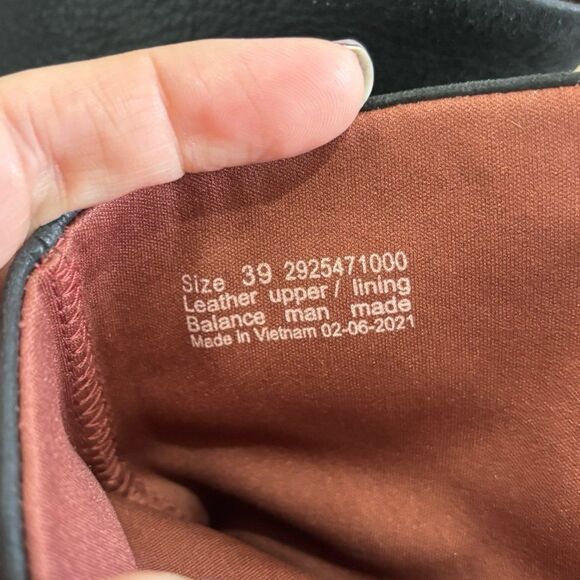 Size 39 2925471000
Leather upper / lining
Balance man made
Made in Vietnam 02-06-2021